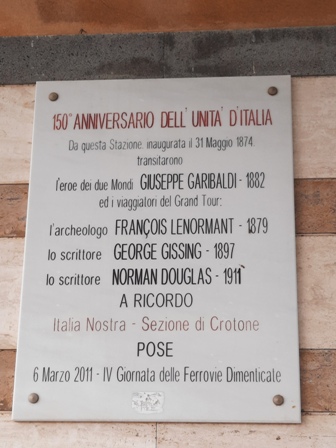 150° ANNIVERSARIO DELL'UNITA' D'ITALIA
Da questa Stazione, inaugurata il 31 Maggio 1874,
transitarono
l'eroe dei due Mondi GIUSEPPE GARIBALDI - 1882
ed i viaggiatori del Grand Tour:
l'archeologo FRANÇOIS LENORMANT - 1879
lo scrittore GEORGE GISSING - 1897
lo scrittore NORMAN DOUGLAS - 1911
A RICORDO
Italia Nostra - Sezione di Crotone
POSE
6 Marzo 2011 - IV Giornata delle Ferrovie Dimenticate